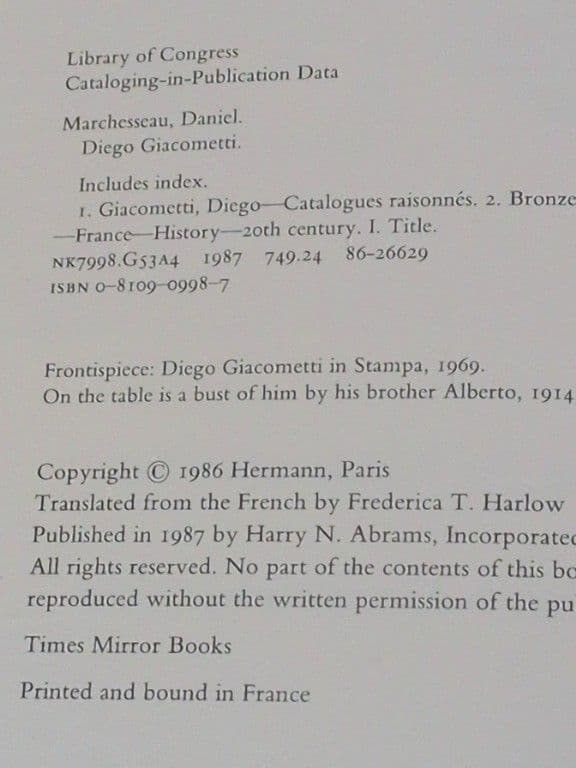 Library of Congress
Cataloging-in-Publication Data
Marchesseau, Daniel.
Diego Giacometti.
Includes index.
1. Giacometti, Diego—Catalogues raisonnés. 2. Bronze
—France—History—20th century. I. Title.
NK7998.G53A4 1987 749.24 86-26629
ISBN 0-8109-0998-7
Frontispiece: Diego Giacometti in Stampa, 1969.
On the table is a bust of him by his brother Alberto, 1914
Copyright © 1986 Hermann, Paris
Translated from the French by Frederica T. Harlow
Published in 1987 by Harry N. Abrams, Incorporated
All rights reserved. No part of the contents of this bo
reproduced without the written permission of the pu
Times Mirror Books
Printed and bound in France